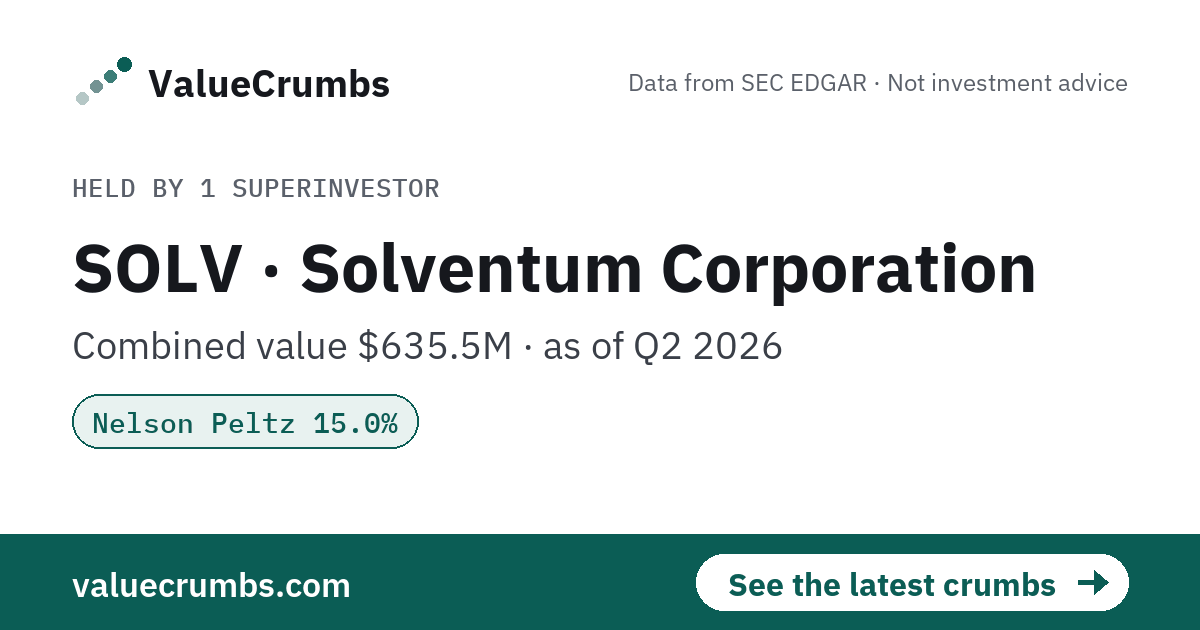 ValueCrumbs
Data from SEC EDGAR · Not investment advice
HELD BY 1 SUPERINVESTOR
SOLV · Solventum Corporation
Combined value $635.5M · as of Q2 2026
Nelson Peltz 15.0%
valuecrumbs.com
See the latest crumbs →